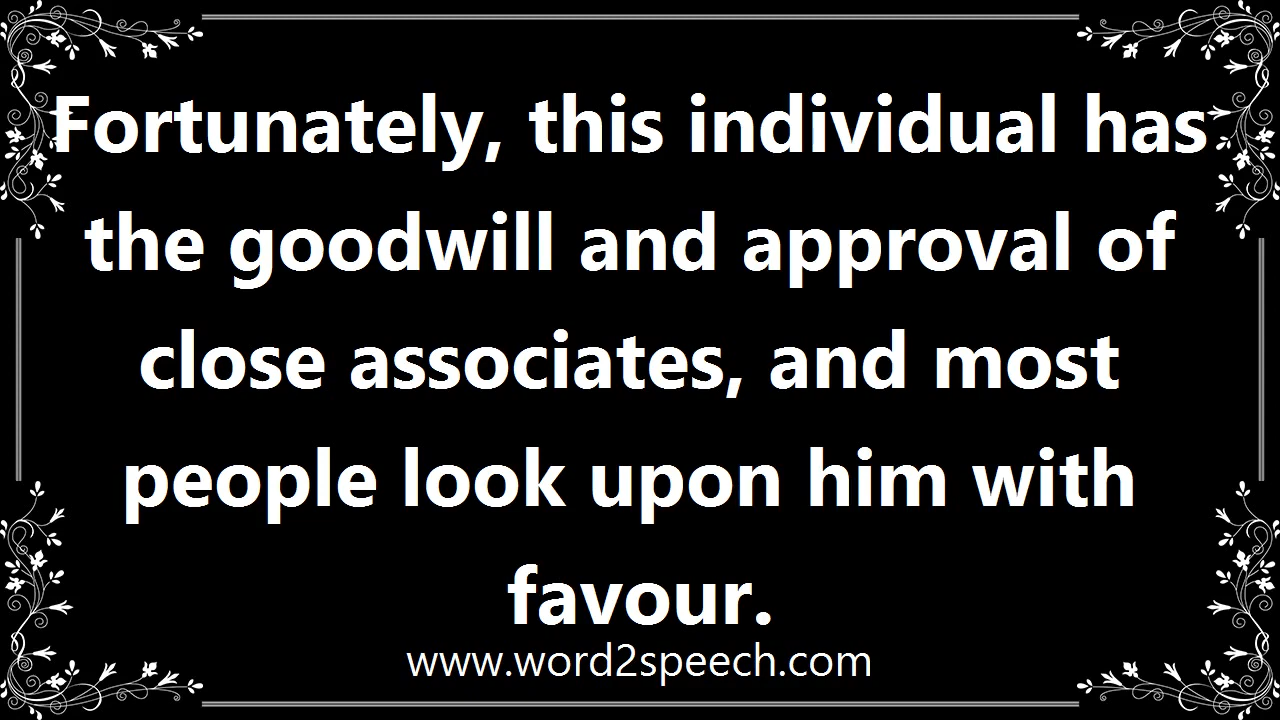 Fortunately, this individual has
the goodwill and approval of
close associates, and most
people look upon him with
favour.
www.word2speech.com